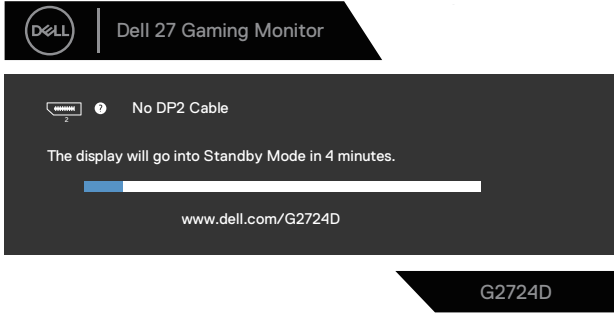 DELL
Dell 27 Gaming Monitor
? No DP2 Cable
2
The display will go into Standby Mode in 4 minutes.
www.dell.com/G2724D
G2724D